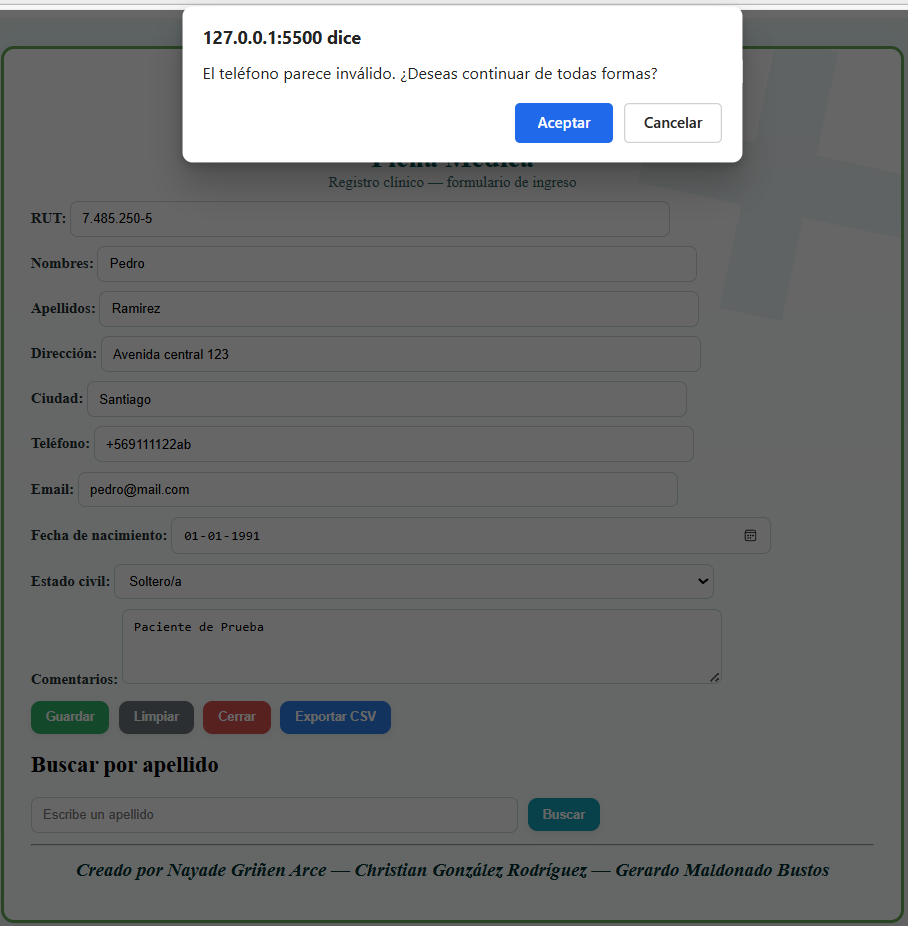 127.0.0.1:5500 dice
El teléfono parece inválido. ¿Deseas continuar de todas formas?
Aceptar
Cancelar
Ficha Médica
Registro clínico — formulario de ingreso
RUT: 7.485.250-5
Nombres: Pedro
Apellidos: Ramirez
Dirección: Avenida central 123
Ciudad: Santiago
Teléfono: +569111122ab
Email: pedro@mail.com
Fecha de nacimiento: 01-01-1991
Estado civil: Soltero/a
Comentarios: Paciente de Prueba
Guardar Limpiar Cerrar Exportar CSV
Buscar por apellido
Escribe un apellido Buscar
Creado por Nayade Griñen Arce — Christian González Rodríguez — Gerardo Maldonado Bustos